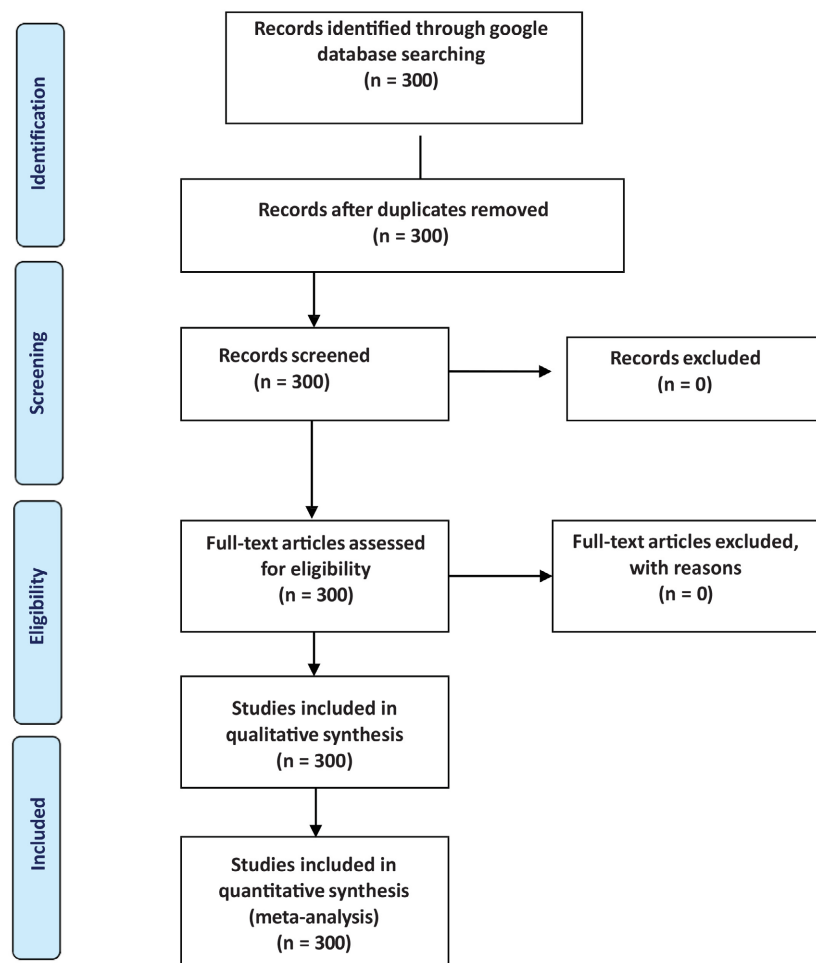 Identification
Records identified through google
database searching
(n = 300)
Records after duplicates removed
(n = 300)
Screening
Records screened
(n = 300)
Records excluded
(n = 0)
Eligibility
Full-text articles assessed
for eligibility
(n = 300)
Full-text articles excluded,
with reasons
(n = 0)
Studies included in
qualitative synthesis
(n = 300)
Included
Studies included in
quantitative synthesis
(meta-analysis)
(n = 300)